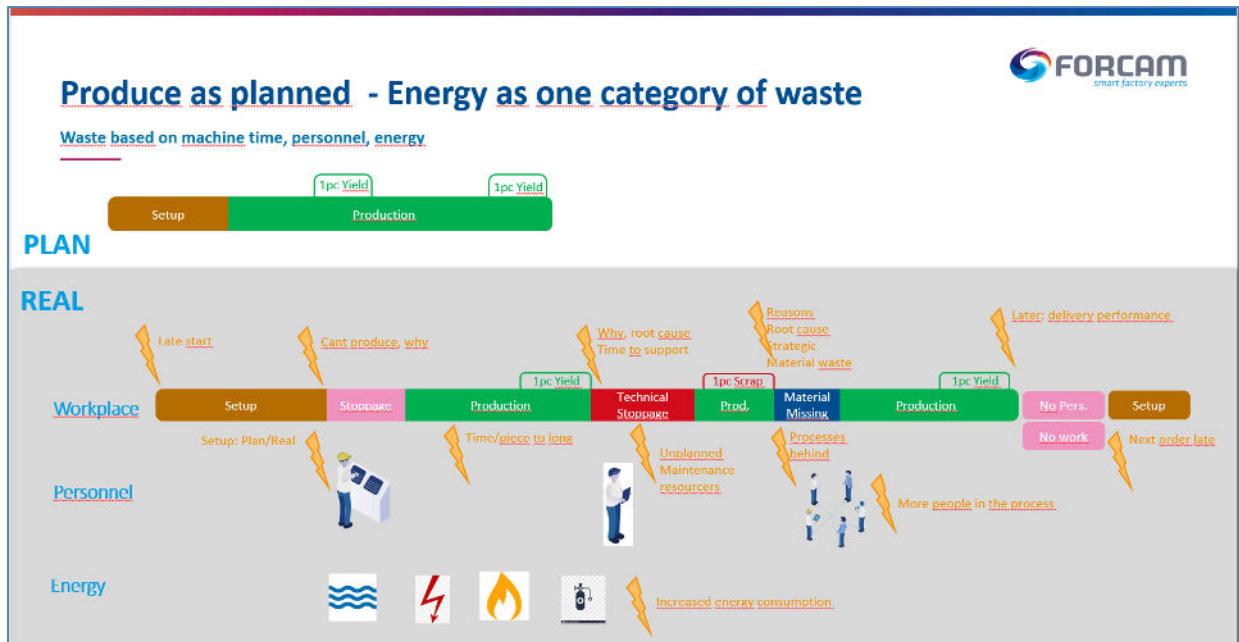 FORCAM
smart factory experts
Produce as planned - Energy as one category of waste
Waste based on machine time, personnel, energy
1pc Yield
1pc Yield
Setup
Production
PLAN
REAL
Late start
Cant produce, why
Why, root cause
Time to support
Reasons
Root cause
Strategic
Material waste
Later: delivery performance
1pc Yield
1pc Scrap
1pc Yield
Workplace
Setup
Stoppage
Production
Technical
Stoppage
Prod.
Material
Missing
Production
No Pers.
No work
Setup
Setup: Plan/Real
Time/piece to long
Unplanned
Maintenance
resourcers
Processes
behind
Next order late
Personnel
More people in the process
Energy
Increased energy consumption